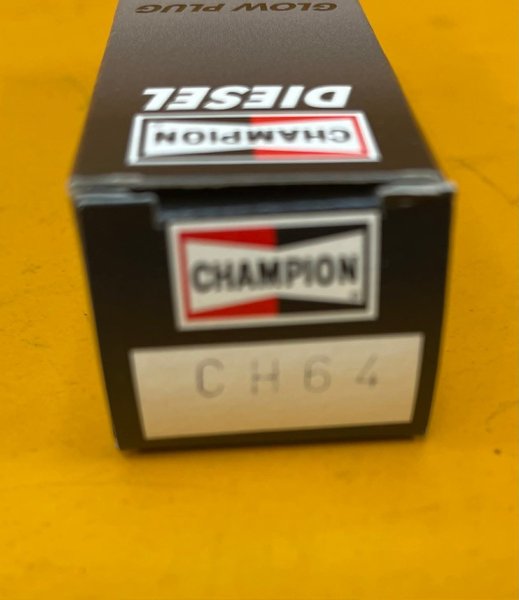 GLOW PLUG
DIESEL
CHAMPION
CHAMPION
CH64